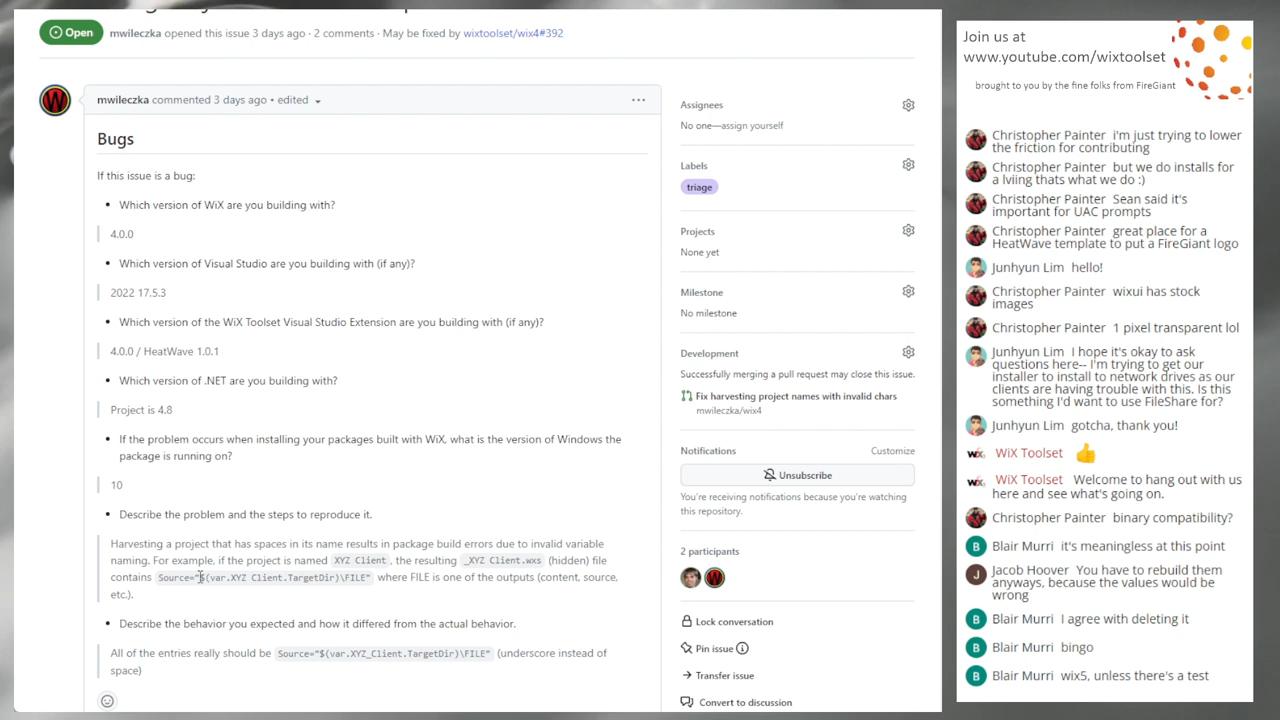 Open
mwileczka opened this issue 3 days ago · 2 comments · May be fixed by wixtoolset/wix4#392
mwileczka commented 3 days ago • edited
Bugs
If this issue is a bug:
• Which version of WiX are you building with?
4.0.0
• Which version of Visual Studio are you building with (if any)?
2022 17.5.3
• Which version of the WiX Toolset Visual Studio Extension are you building with (if any)?
4.0.0 / HeatWave 1.0.1
• Which version of .NET are you building with?
Project is 4.8
• If the problem occurs when installing your packages built with WiX, what is the version of Windows the
package is running on?
10
• Describe the problem and the steps to reproduce it.
Harvesting a project that has spaces in its name results in package build errors due to invalid variable
naming. For example, if the project is named XYZ Client , the resulting _XYZ Client.wxs (hidden) file
contains Source="$(var.XYZ Client.TargetDir)\FILE" where FILE is one of the outputs (content, source,
etc.).
• Describe the behavior you expected and how it differed from the actual behavior.
All of the entries really should be Source="$(var.XYZ_Client.TargetDir)\FILE" (underscore instead of
space)
Assignees
No one—assign yourself
Labels
triage
Projects
None yet
Milestone
No milestone
Development
Successfully merging a pull request may close this issue.
Fix harvesting project names with invalid chars
mwileczka/wix4
Notifications
Customize
Unsubscribe
You're receiving notifications because you're watching
this repository.
2 participants
Lock conversation
Pin issue
Transfer issue
Convert to discussion
Join us at
www.youtube.com/wixtoolset
brought to you by the fine folks from FireGiant
Christopher Painter i'm just trying to lower
the friction for contributing
Christopher Painter but we do installs for
a lviing thats what we do :)
Christopher Painter Sean said it's
important for UAC prompts
Christopher Painter great place for a
HeatWave template to put a FireGiant logo
Junhyun Lim hello!
Christopher Painter wixui has stock
images
Christopher Painter 1 pixel transparent lol
Junhyun Lim I hope it's okay to ask
questions here-- I'm trying to get our
installer to install to network drives as our
clients are having trouble with this. Is this
something I'd want to use FileShare for?
Junhyun Lim gotcha, thank you!
WiX Toolset 👍
WiX Toolset Welcome to hang out with us
here and see what's going on.
Christopher Painter binary compatibility?
Blair Murri it's meaningless at this point
Jacob Hoover You have to rebuild them
anyways, because the values would be
wrong
Blair Murri I agree with deleting it
Blair Murri bingo
Blair Murri wix5, unless there's a test